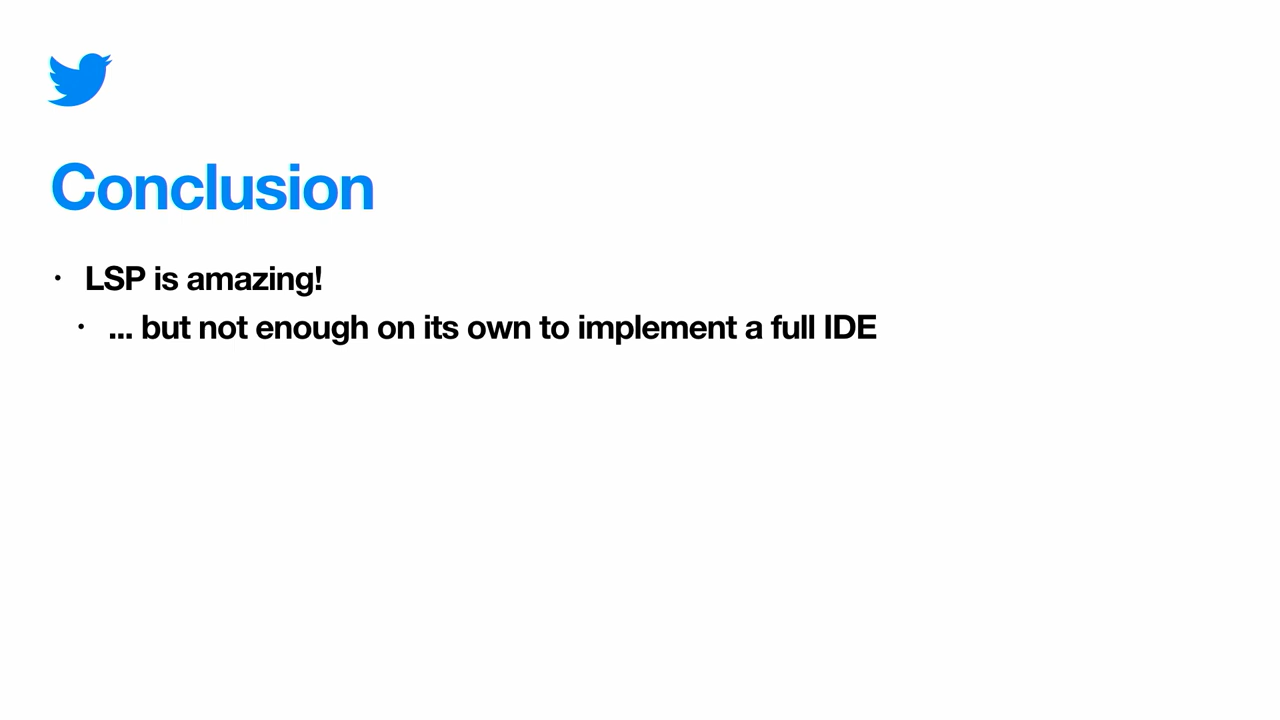 Conclusion
· LSP is amazing!
· ... but not enough on its own to implement a full IDE